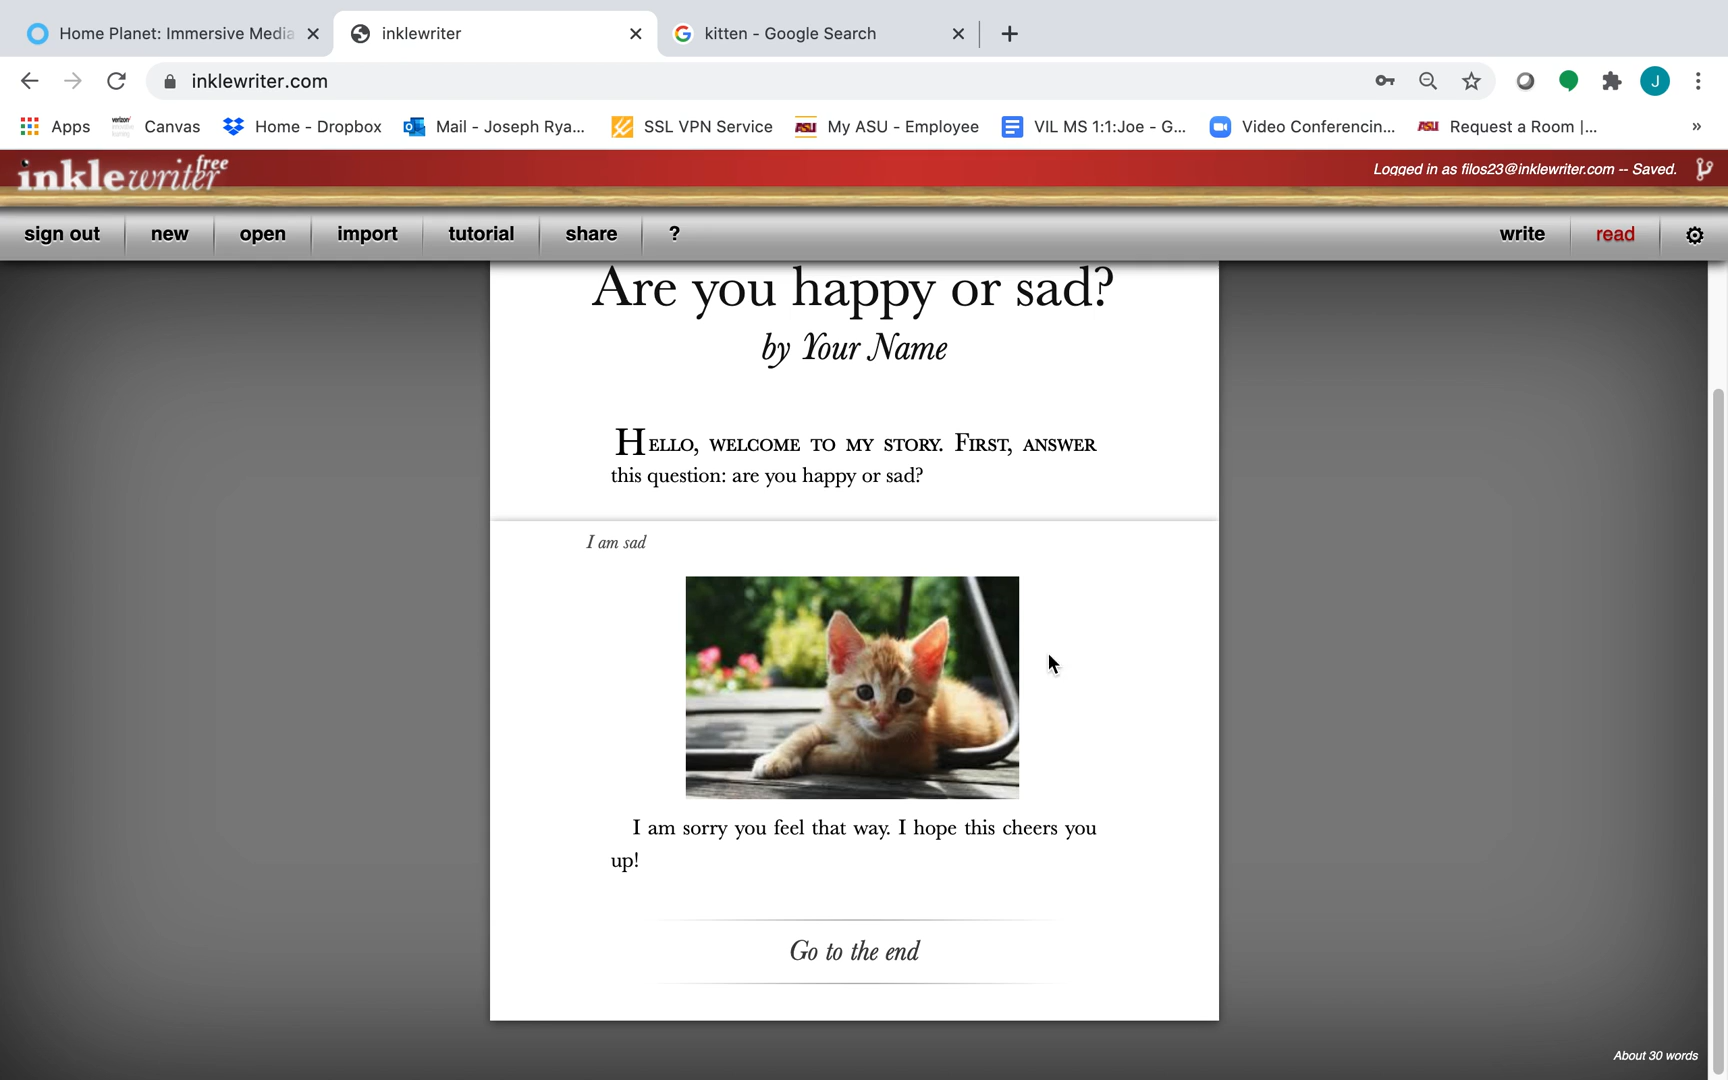 Home Planet: Immersive Media
inklewriter
kitten - Google Search
inklewriter.com
J
Apps
verizon
Canvas
Home - Dropbox
Mail - Joseph Rya...
SSL VPN Service
ASU
My ASU - Employee
VIL MS 1:1:Joe - G...
Video Conferencin...
ASU
Request a Room |...
»
inklewriter free
Logged in as filos23@inklewriter.com -- Saved.
sign out
new
open
import
tutorial
share
?
write
read
Are you happy or sad?
by Your Name
Hello, welcome to my story. First, answer
this question: are you happy or sad?
I am sad
I am sorry you feel that way. I hope this cheers you
up!
Go to the end
About 30 words